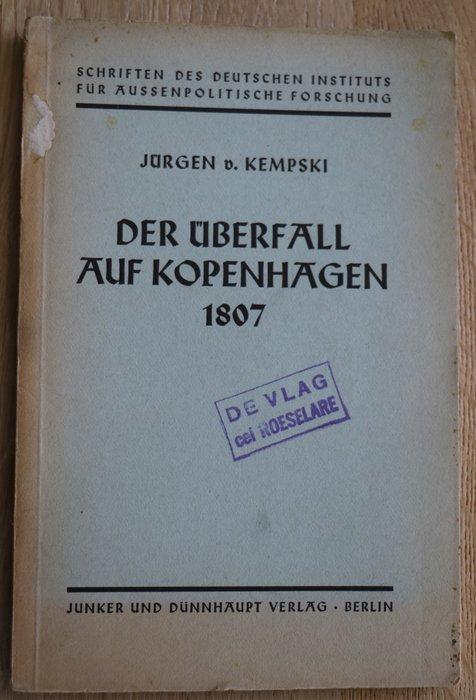 SCHRIFTEN DES DEUTSCHEN INSTITUTS
FÜR AUSSENPOLITISCHE FORSCHUNG
JÜRGEN v. KEMPSKI
DER ÜBERFALL
AUF KOPENHAGEN
1807
DE VLAG
cel ROESELARE
JUNKER UND DÜNNHAUPT VERLAG · BERLIN